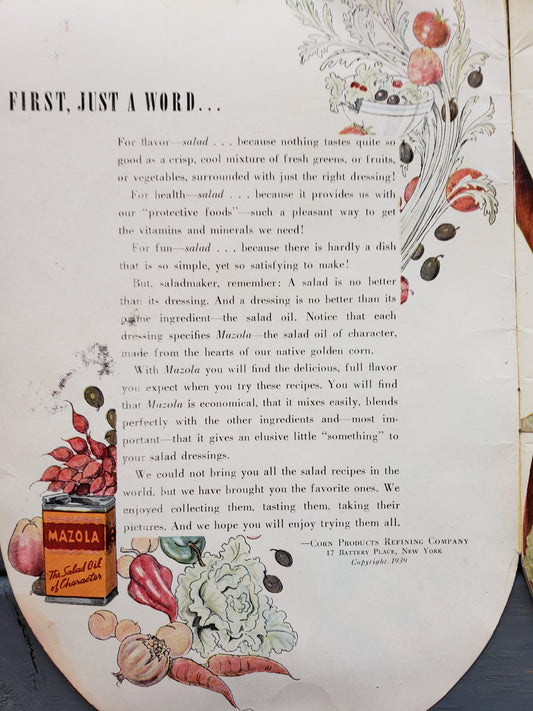 FIRST, JUST A WORD...
For flavor—salad . . . because nothing tastes quite so
good as a crisp, cool mixture of fresh greens, or fruits,
or vegetables, surrounded with just the right dressing!
For health—salad . . . because it provides us with
our "protective foods"—such a pleasant way to get
the vitamins and minerals we need!
For fun—salad . . . because there is hardly a dish
that is so simple, yet so satisfying to make!
But, saladmaker, remember: A salad is no better
than its dressing. And a dressing is no better than its
prime ingredient—the salad oil. Notice that each
dressing specifies Mazola—the salad oil of character,
made from the hearts of our native golden corn.
With Mazola you will find the delicious, full flavor
you expect when you try these recipes. You will find
that Mazola is economical, that it mixes easily, blends
perfectly with the other ingredients and—most im-
portant—that it gives an elusive little "something" to
your salad dressings.
We could not bring you all the salad recipes in the
world, but we have brought you the favorite ones. We
enjoyed collecting them, tasting them, taking their
pictures. And we hope you will enjoy trying them all.
—CORN PRODUCTS REFINING COMPANY
17 BATTERY PLACE, NEW YORK
Copyright 1939
MAZOLA
The Salad Oil
of Character